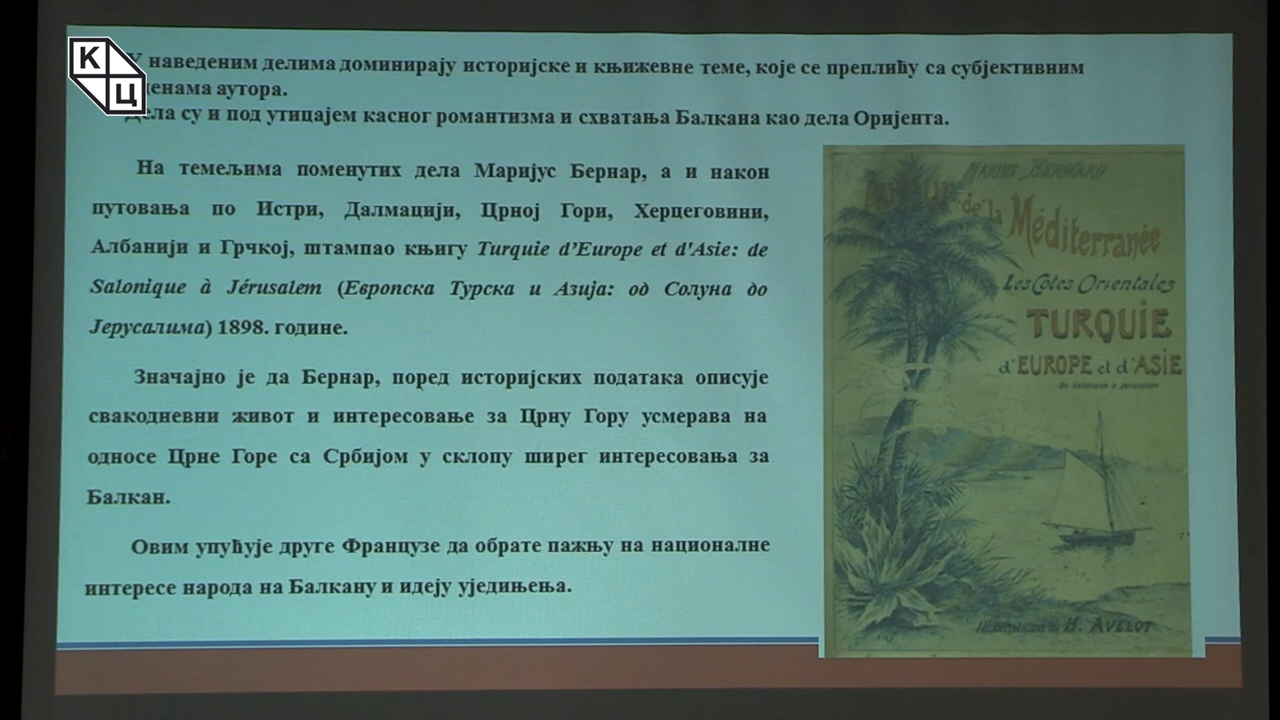 К
Ц
У наведеним делима доминирају историјске и књижевне теме, које се преплићу са субјективним
аутора.
Дела су и под утицајем касног романтизма и схватања Балкана као дела Оријента.
На темељима поменутих дела Маријус Бернар, а и након
путовања по Истри, Далмацији, Црној Гори, Херцеговини,
Албанији и Грчкој, штампао књигу Turquie d’Europe et d'Asie: de
Salonique à Jérusalem (Европска Турска и Азија: од Солуна до
Јерусалима) 1898. године.
Значајно је да Бернар, поред историјских података описује
свакодневни живот и интересовање за Црну Гору усмерава на
односе Црне Горе са Србијом у склопу ширег интересовања за
Балкан.
Овим упућује друге Французе да обрате пажњу на националне
интересе народа на Балкану и идеју уједињења.
MARIUS BERNARD
Autour de la
Méditerranée
Les Côtes Orientales
TURQUIE
d'EUROPE et d'ASIE
De Salonique à Jérusalem
H. AVELOT